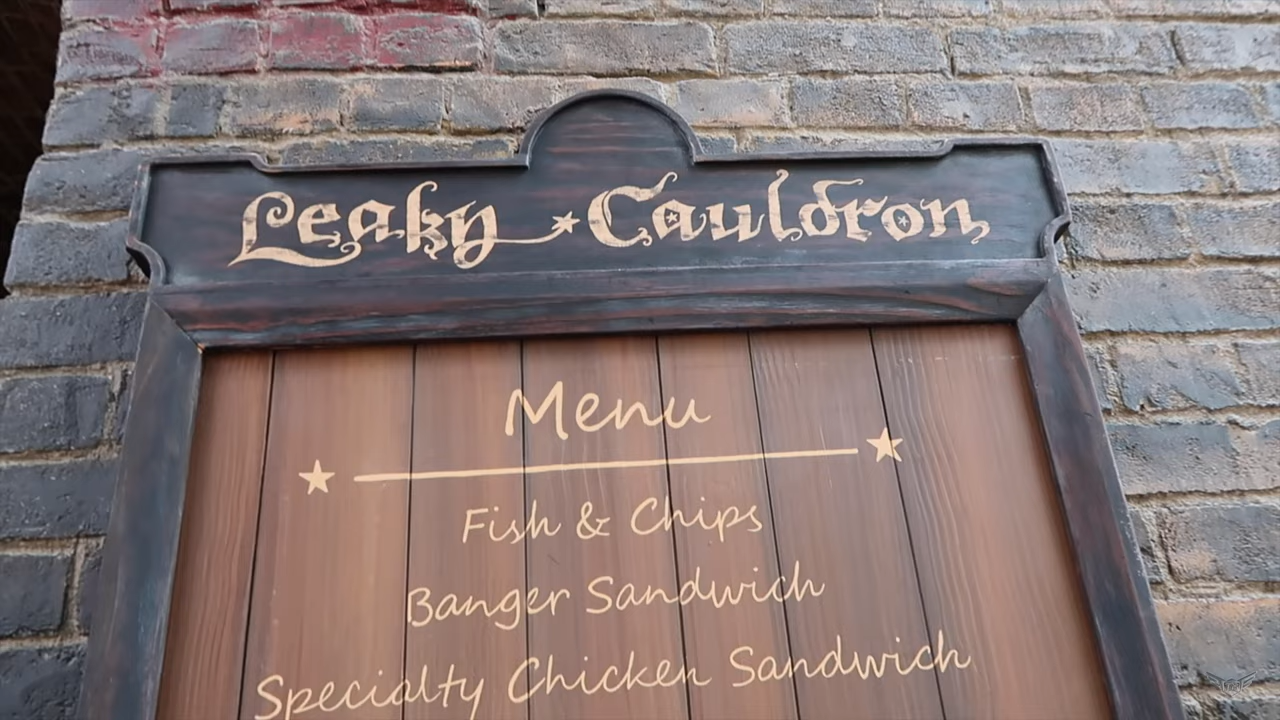 Leaky Cauldron
Menu
Fish & Chips
Banger Sandwich
Specialty Chicken Sandwich